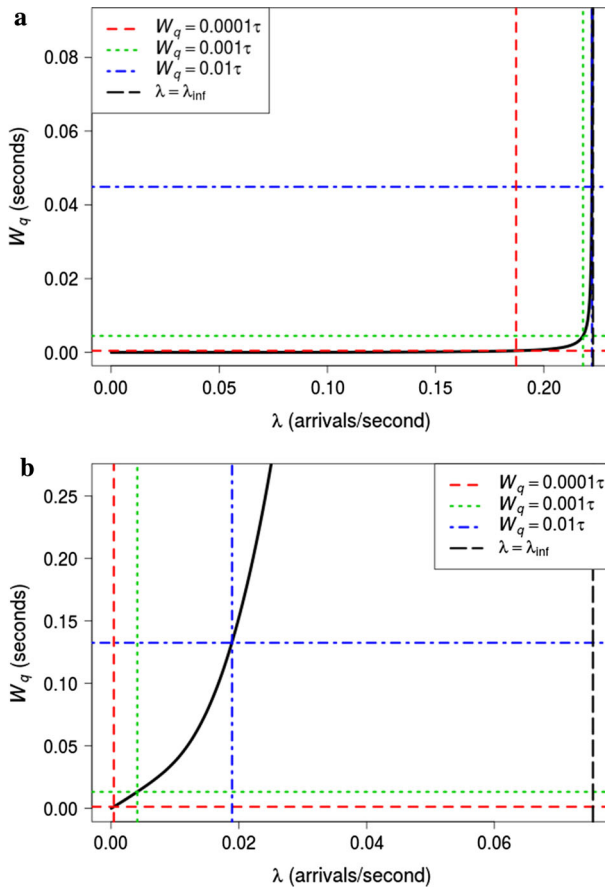 a
W_q = 0.0001τ
W_q = 0.001τ
W_q = 0.01τ
λ = λ_inf
W_q (seconds)
0.08
0.06
0.04
0.02
0.00
0.00 0.05 0.10 0.15 0.20
λ (arrivals/second)
b
W_q = 0.0001τ
W_q = 0.001τ
W_q = 0.01τ
λ = λ_inf
W_q (seconds)
0.25
0.20
0.15
0.10
0.05
0.00
0.00 0.02 0.04 0.06
λ (arrivals/second)